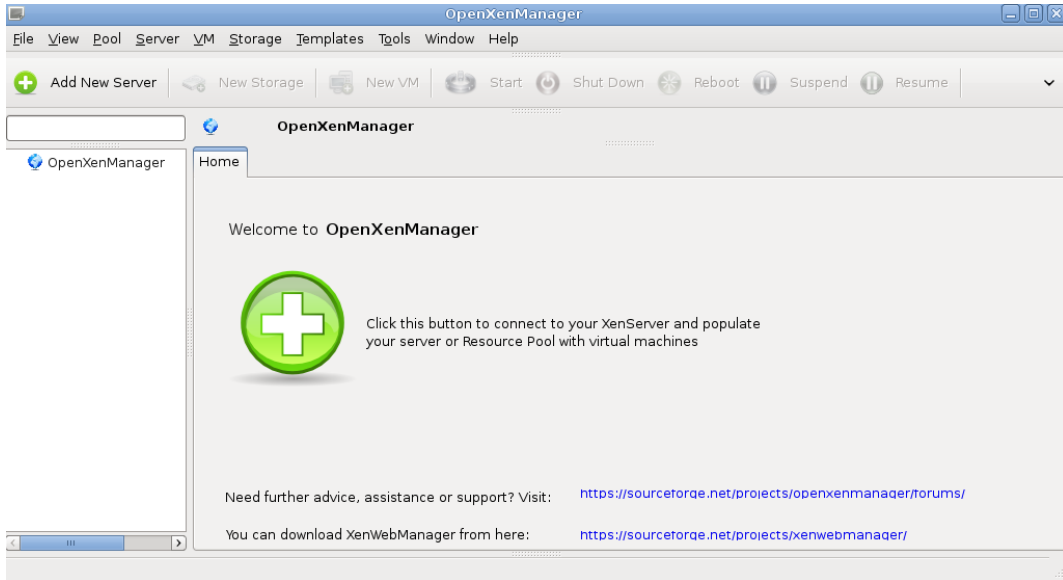 OpenXenManager
File View Pool Server VM Storage Templates Tools Window Help
Add New Server New Storage New VM Start Shut Down Reboot Suspend Resume
OpenXenManager
OpenXenManager
Home
Welcome to OpenXenManager
Click this button to connect to your XenServer and populate
your server or Resource Pool with virtual machines
Need further advice, assistance or support? Visit: https://sourceforge.net/projects/openxenmanager/forums/
You can download XenWebManager from here: https://sourceforge.net/projects/xenwebmanager/